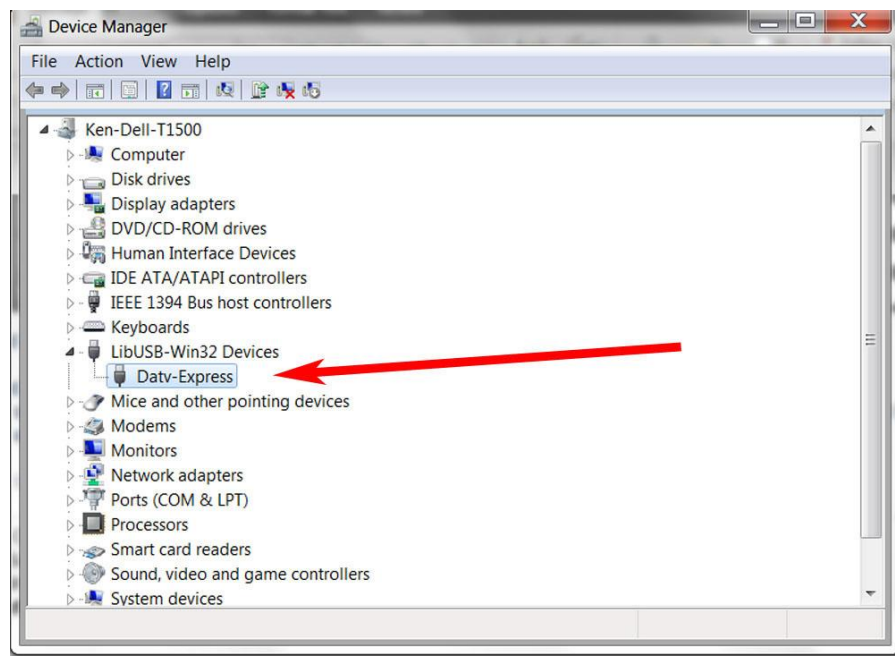 Device Manager
File Action View Help
Ken-Dell-T1500
Computer
Disk drives
Display adapters
DVD/CD-ROM drives
Human Interface Devices
IDE ATA/ATAPI controllers
IEEE 1394 Bus host controllers
Keyboards
LibUSB-Win32 Devices
Datv-Express
Mice and other pointing devices
Modems
Monitors
Network adapters
Ports (COM & LPT)
Processors
Smart card readers
Sound, video and game controllers
System devices